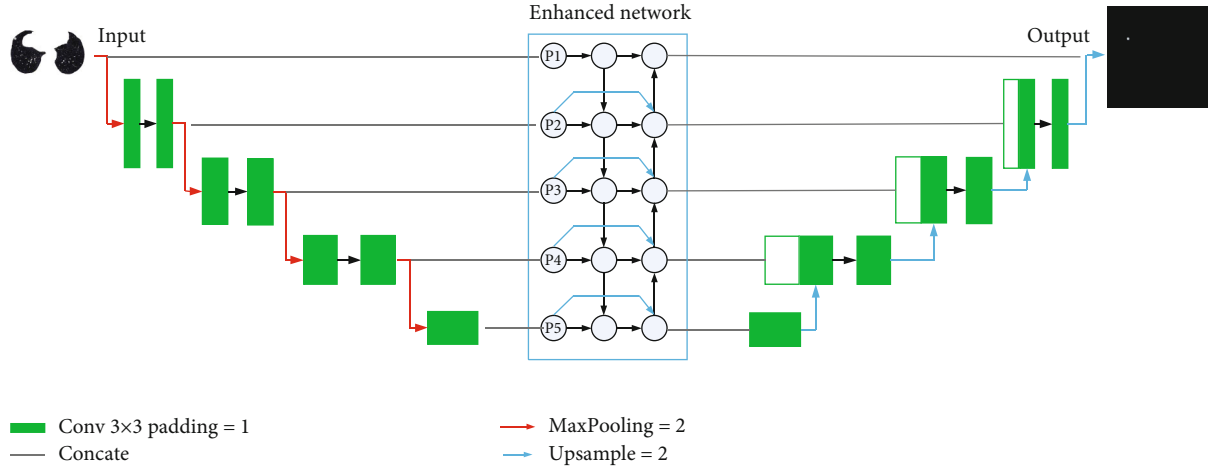 Enhanced network
Input
Output
P1
P2
P3
P4
P5
Conv 3×3 padding = 1
Concate
MaxPooling = 2
Upsample = 2